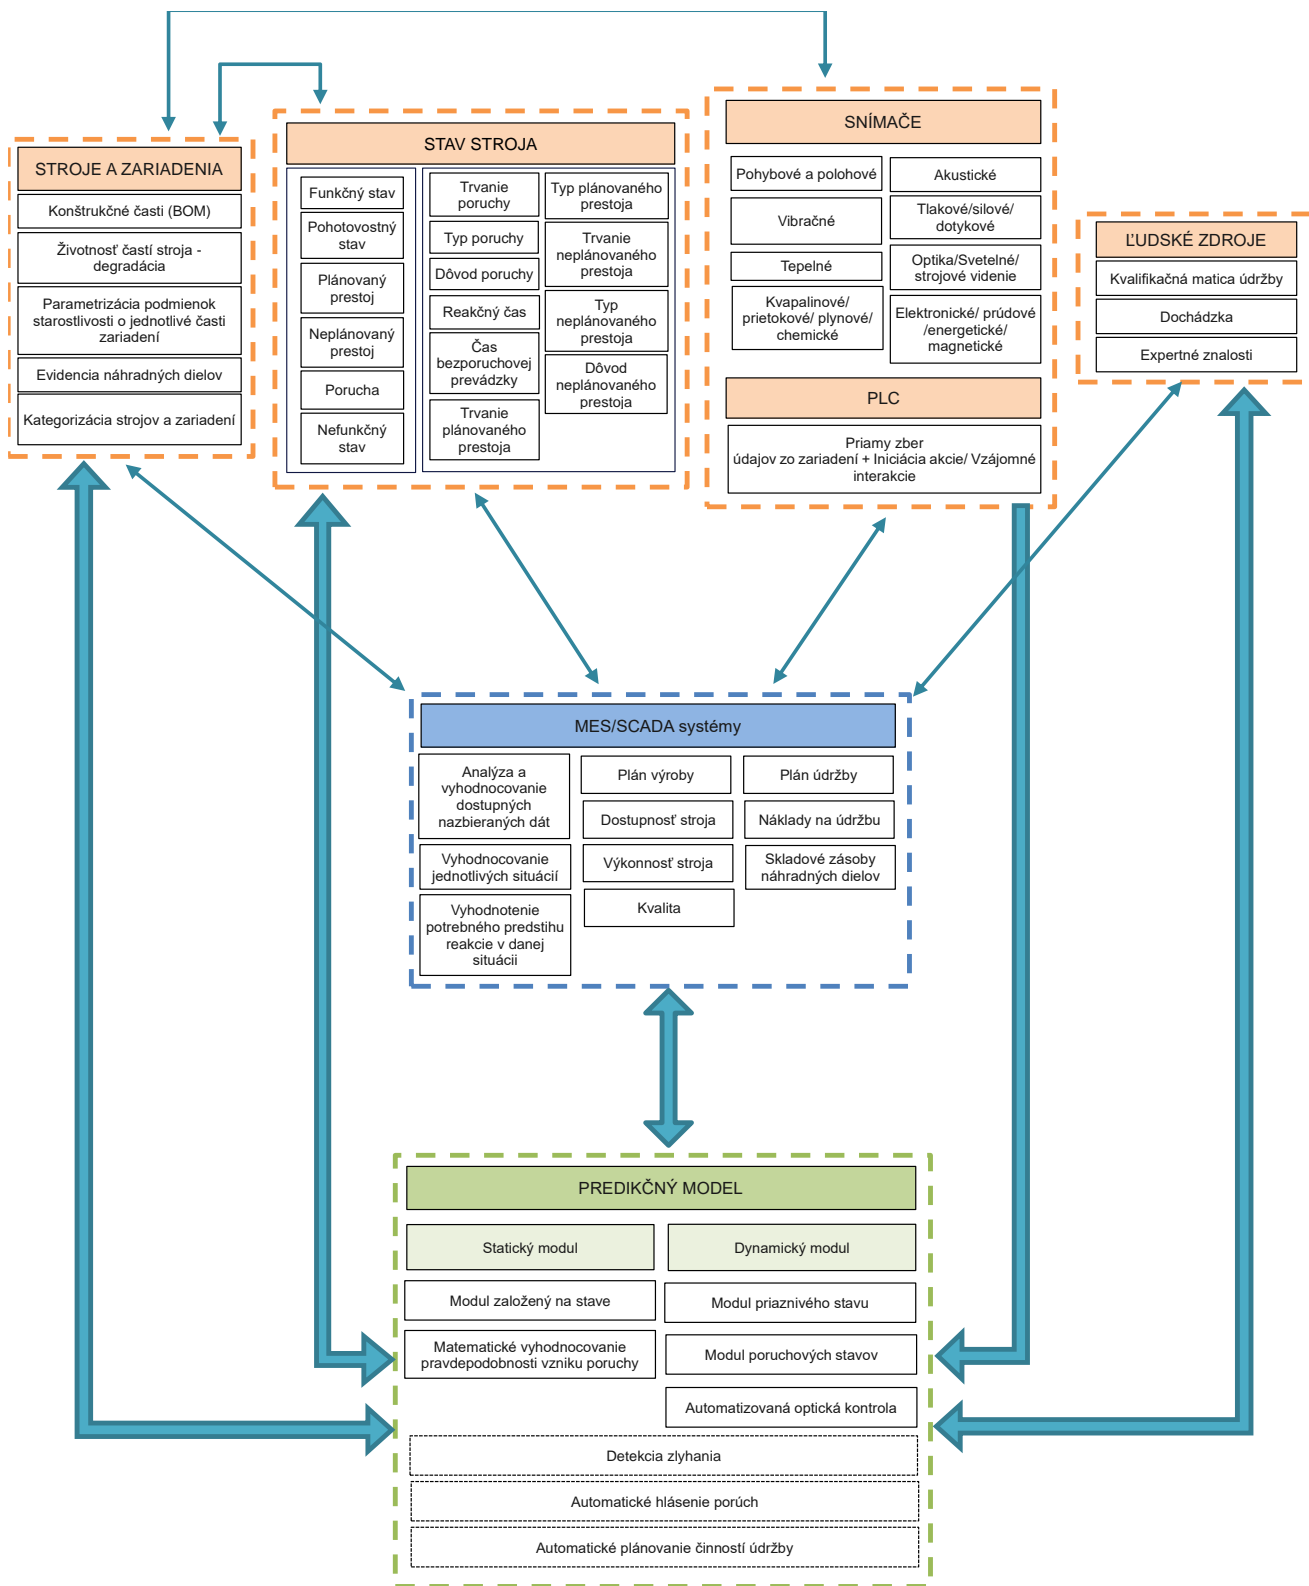 STROJE A ZARIADENIA
Konštrukčné časti (BOM)
Životnosť častí stroja -
degradácia
Parametrizácia podmienok
starostlivosti o jednotlivé časti
zariadení
Evidencia náhradných dielov
Kategorizácia strojov a zariadení
STAV STROJA
Funkčný stav
Pohotovostný
stav
Plánovaný
prestoj
Neplánovaný
prestoj
Porucha
Nefunkčný
stav
Trvanie
poruchy
Typ poruchy
Dôvod poruchy
Reakčný čas
Čas
bezporuchovej
prevádzky
Trvanie
plánovaného
prestoja
Typ plánovaného
prestoja
Trvanie
neplánovaného
prestoja
Typ
neplánovaného
prestoja
Dôvod
neplánovaného
prestoja
SNÍMAČE
Pohybové a polohové
Vibračné
Tepelné
Kvapalinové/
prietokové/ plynové/
chemické
Akustické
Tlakové/silové/
dotykové
Optika/Svetelné/
strojové videnie
Elektronické/ prúdové
/energetické/
magnetické
PLC
Priamy zber
údajov zo zariadení + Iniciácia akcie/ Vzájomné
interakcie
ĽUDSKÉ ZDROJE
Kvalifikačná matica údržby
Dochádzka
Expertné znalosti
MES/SCADA systémy
Analýza a
vyhodnocovanie
dostupných
nazbieraných dát
Vyhodnocovanie
jednotlivých situácií
Vyhodnotenie
potrebného predstihu
reakcie v danej
situácii
Plán výroby
Dostupnosť stroja
Výkonnosť stroja
Kvalita
Plán údržby
Náklady na údržbu
Skladové zásoby
náhradných dielov
PREDIKČNÝ MODEL
Statický modul
Modul založený na stave
Matematické vyhodnocovanie
pravdepodobnosti vzniku poruchy
Dynamický modul
Modul priaznivého stavu
Modul poruchových stavov
Automatizovaná optická kontrola
Detekcia zlyhania
Automatické hlásenie porúch
Automatické plánovanie činností údržby